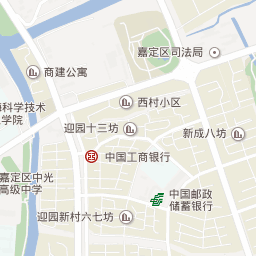 商建公寓
嘉定区司法局
科学技术
学院
西村小区
迎园十三坊
新成八坊
中国工商银行
嘉定区中光
高级中学
中国邮政
储蓄银行
迎园新村六七坊